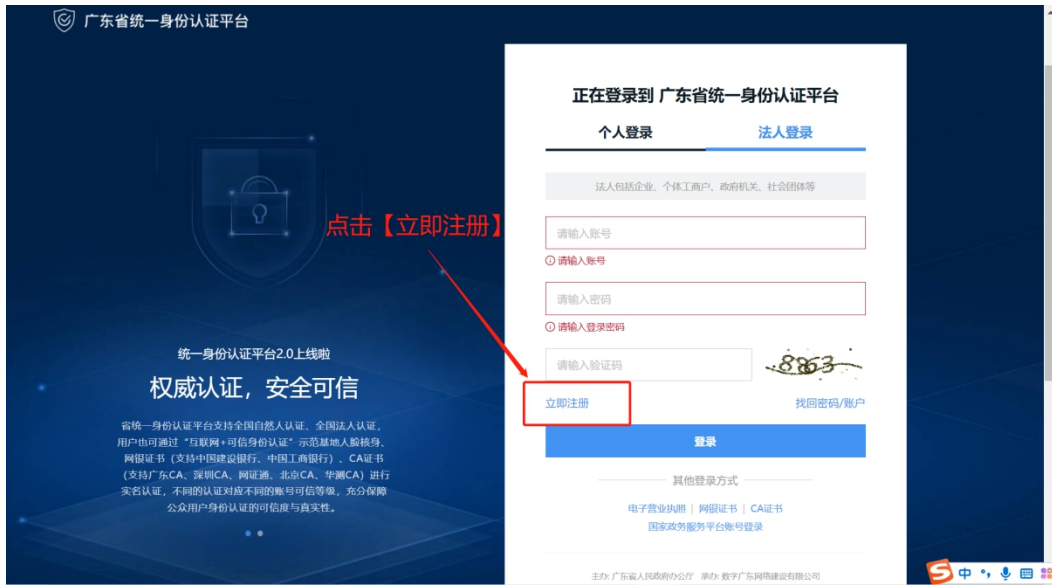 广东省统一身份认证平台
正在登录到 广东省统一身份认证平台
个人登录
法人登录
法人包括企业、个体工商户、政府机关、社会团体等
点击【立即注册】
请输入账号
请输入账号
请输入密码
请输入登录密码
请输入验证码
8863
立即注册
找回密码/账户
登录
其他登录方式
电子营业执照 | 网银证书 | CA证书
国家政务服务平台账号登录
主办: 广东省人民政府办公厅 承办: 数字广东网络建设有限公司
统一身份认证平台2.0上线啦
权威认证，安全可信
省统一身份认证平台支持全国自然人认证、全国法人认证，
用户也可通过“互联网+可信身份认证”示范基地人脸核身、
网银证书（支持中国建设银行、中国工商银行）、CA证书
（支持广东CA、深圳CA、网证通、北京CA、华测CA）进行
实名认证，不同的认证对应不同的账号可信等级，充分保障
公众用户身份认证的可信度与真实性。
中